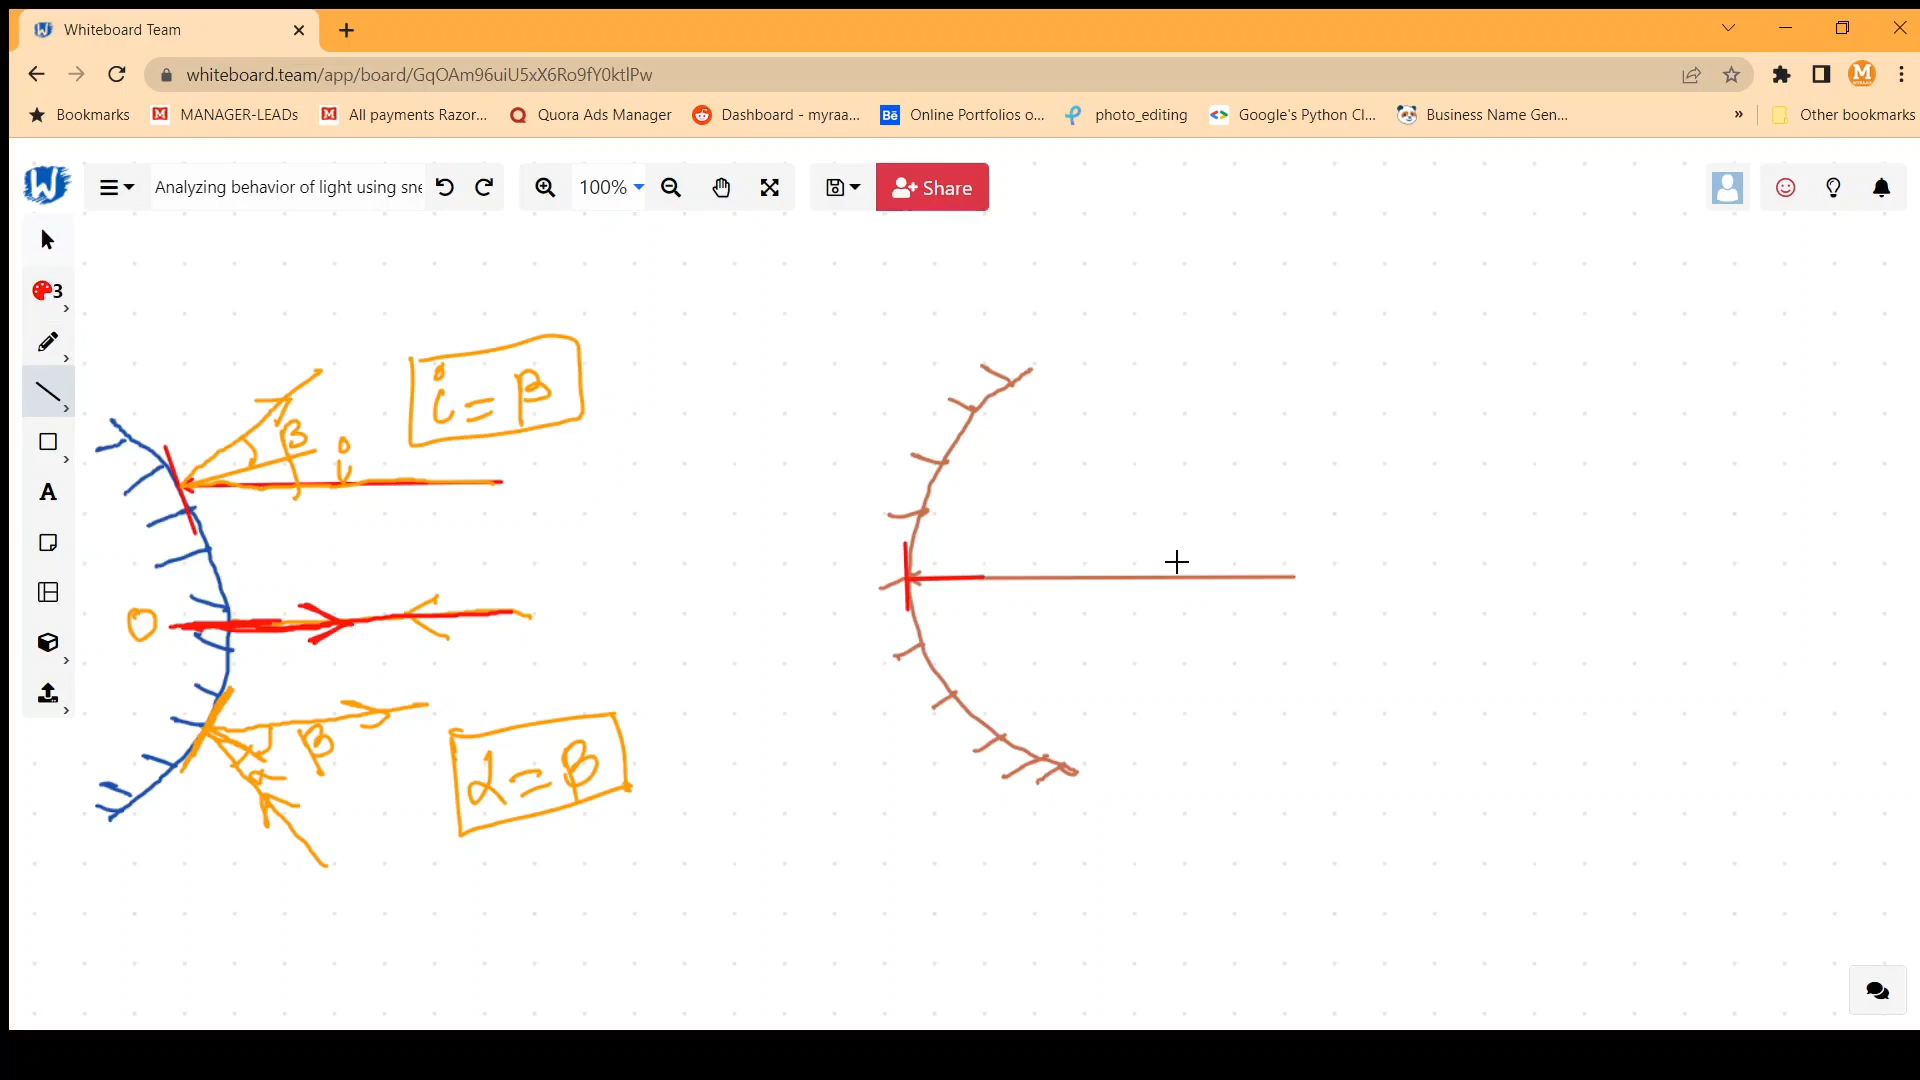 Whiteboard Team
whiteboard.team/app/board/GqOAm96uiU5xX6Ro9fY0ktlPw
Bookmarks
MANAGER-LEADs
All payments Razor...
Quora Ads Manager
Dashboard - myraa...
Online Portfolios o...
photo_editing
Google's Python Cl...
Business Name Gen...
»
Other bookmarks
M
Analyzing behavior of light using sne
100%
Share
3
A
i = β
β
i
O
β
α
α = β